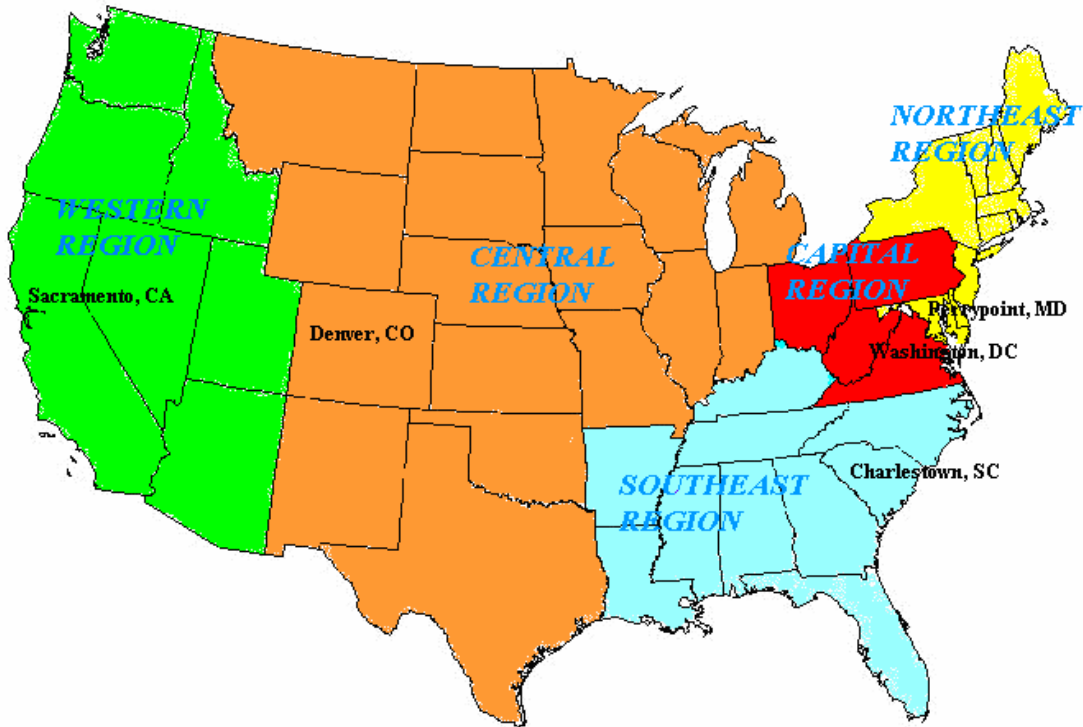 NORTHEAST
REGION
WESTERN
REGION
CENTRAL
REGION
CAPITAL
REGION
Sacramento, CA
Denver, CO
Perrypoint, MD
Washington, DC
SOUTHEAST
REGION
Charlestown, SC